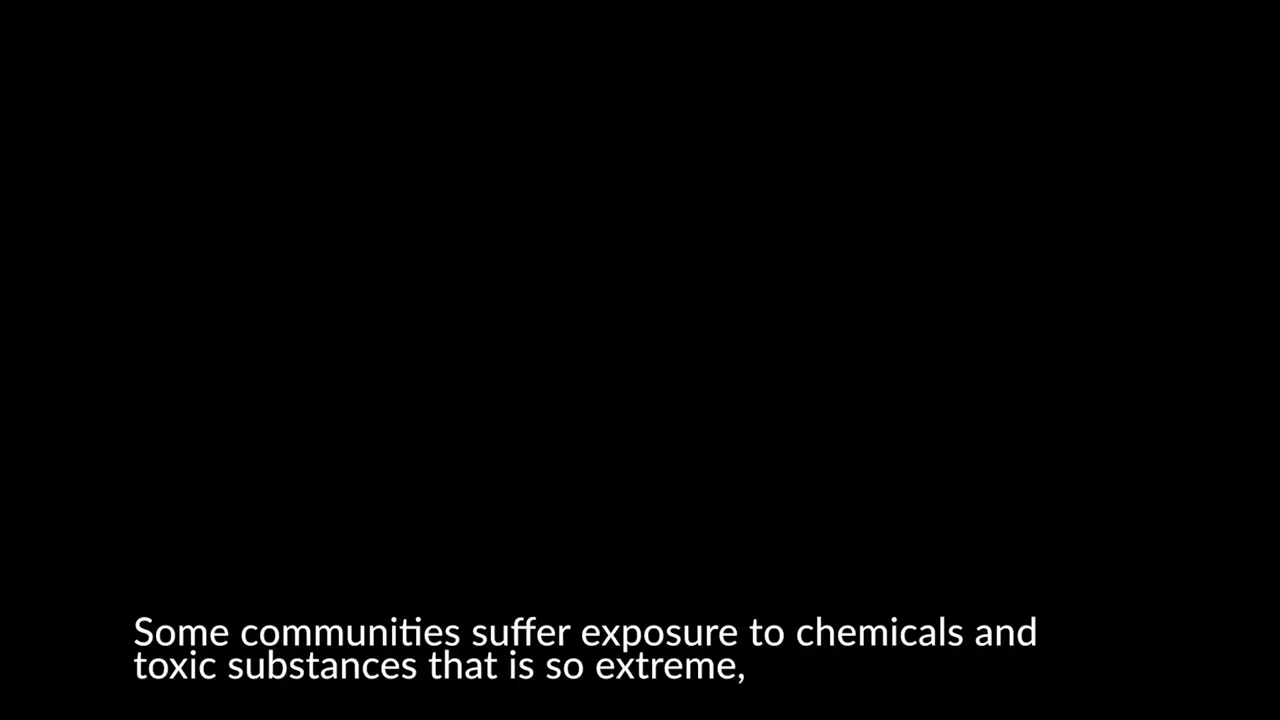 Some communities suffer exposure to chemicals and
toxic substances that is so extreme,